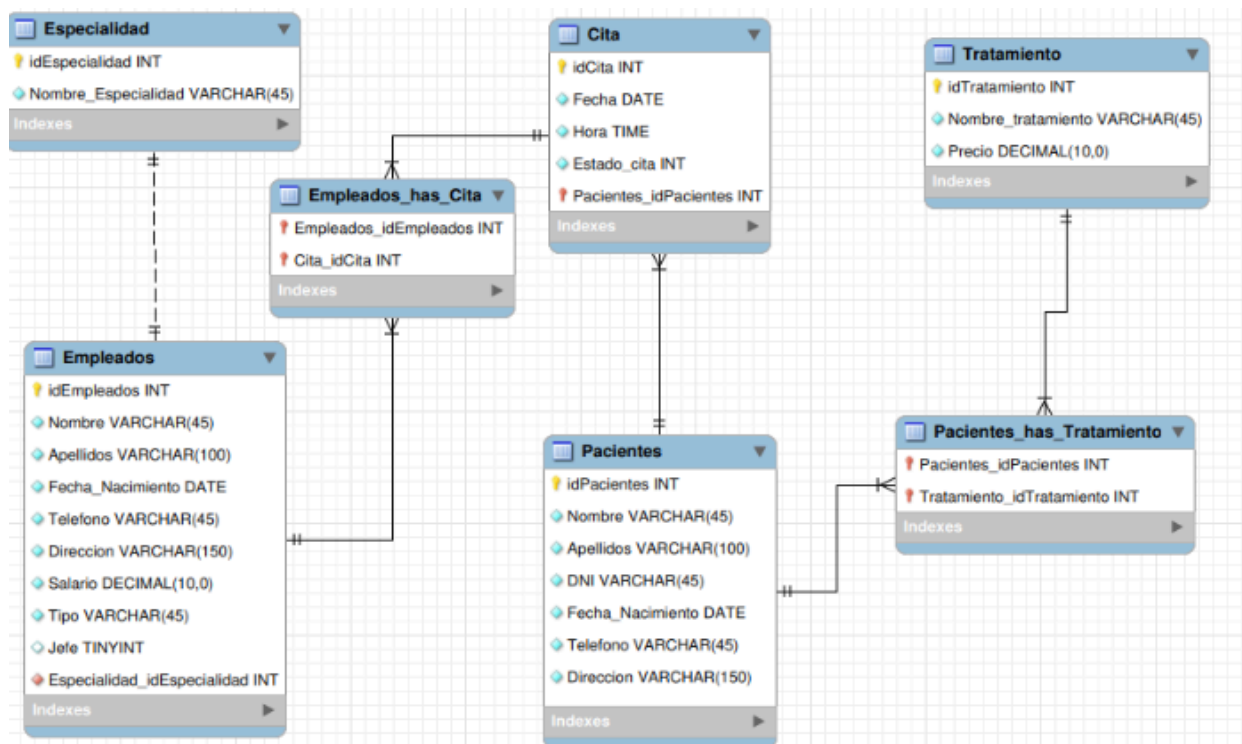 Especialidad
idEspecialidad INT
Nombre_Especialidad VARCHAR(45)
Indexes
Empleados_has_Cita
Empleados_idEmpleados INT
Cita_idCita INT
Indexes
Cita
idCita INT
Fecha DATE
Hora TIME
Estado_cita INT
Pacientes_idPacientes INT
Indexes
Tratamiento
idTratamiento INT
Nombre_tratamiento VARCHAR(45)
Precio DECIMAL(10,0)
Indexes
Empleados
idEmpleados INT
Nombre VARCHAR(45)
Apellidos VARCHAR(100)
Fecha_Nacimiento DATE
Telefono VARCHAR(45)
Direccion VARCHAR(150)
Salario DECIMAL(10,0)
Tipo VARCHAR(45)
Jefe TINYINT
Especialidad_idEspecialidad INT
Indexes
Pacientes
idPacientes INT
Nombre VARCHAR(45)
Apellidos VARCHAR(100)
DNI VARCHAR(45)
Fecha_Nacimiento DATE
Telefono VARCHAR(45)
Direccion VARCHAR(150)
Indexes
Pacientes_has_Tratamiento
Pacientes_idPacientes INT
Tratamiento_idTratamiento INT
Indexes